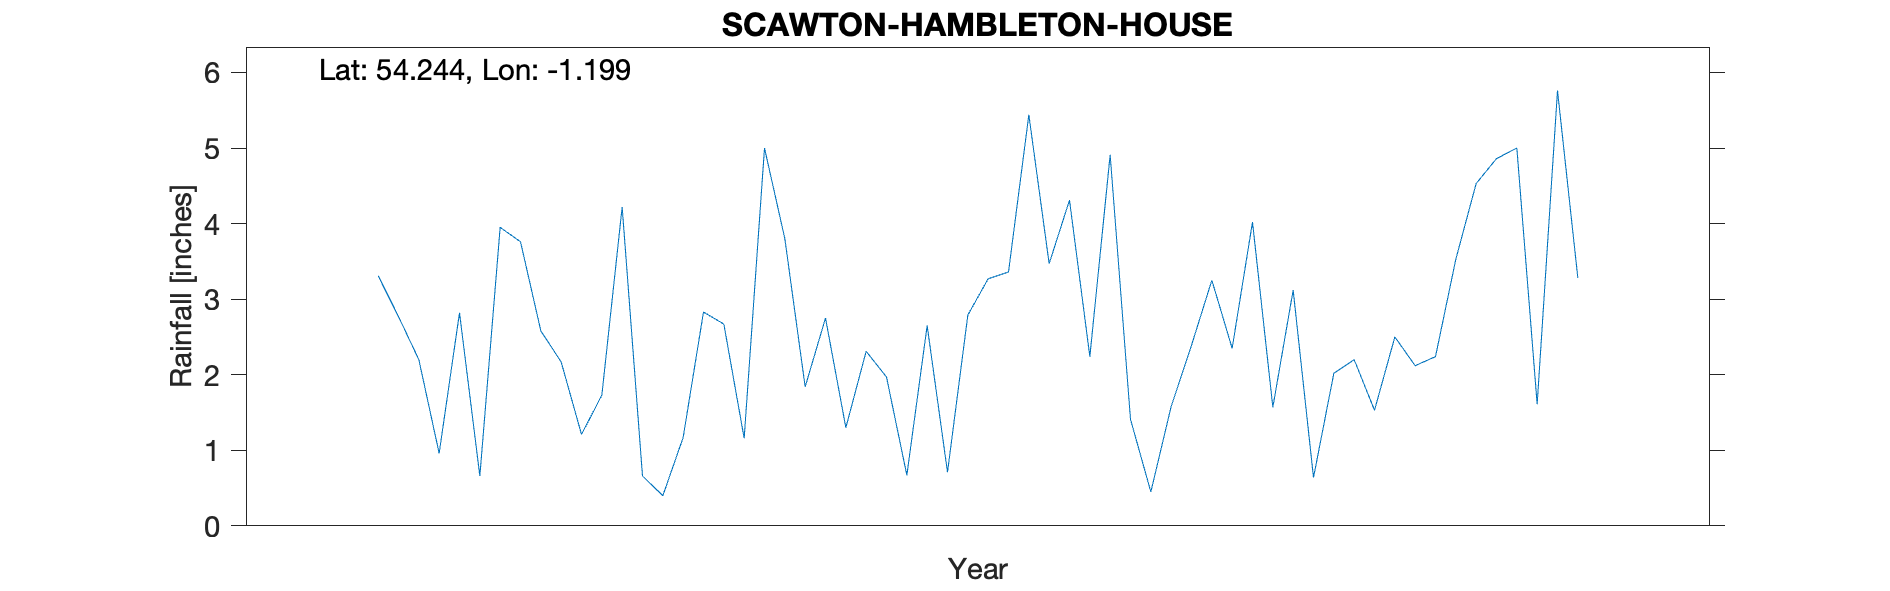 SCAWTON-HAMBLETON-HOUSE
Lat: 54.244, Lon: -1.199
6
5
4
3
2
1
0
Rainfall [inches]
Year